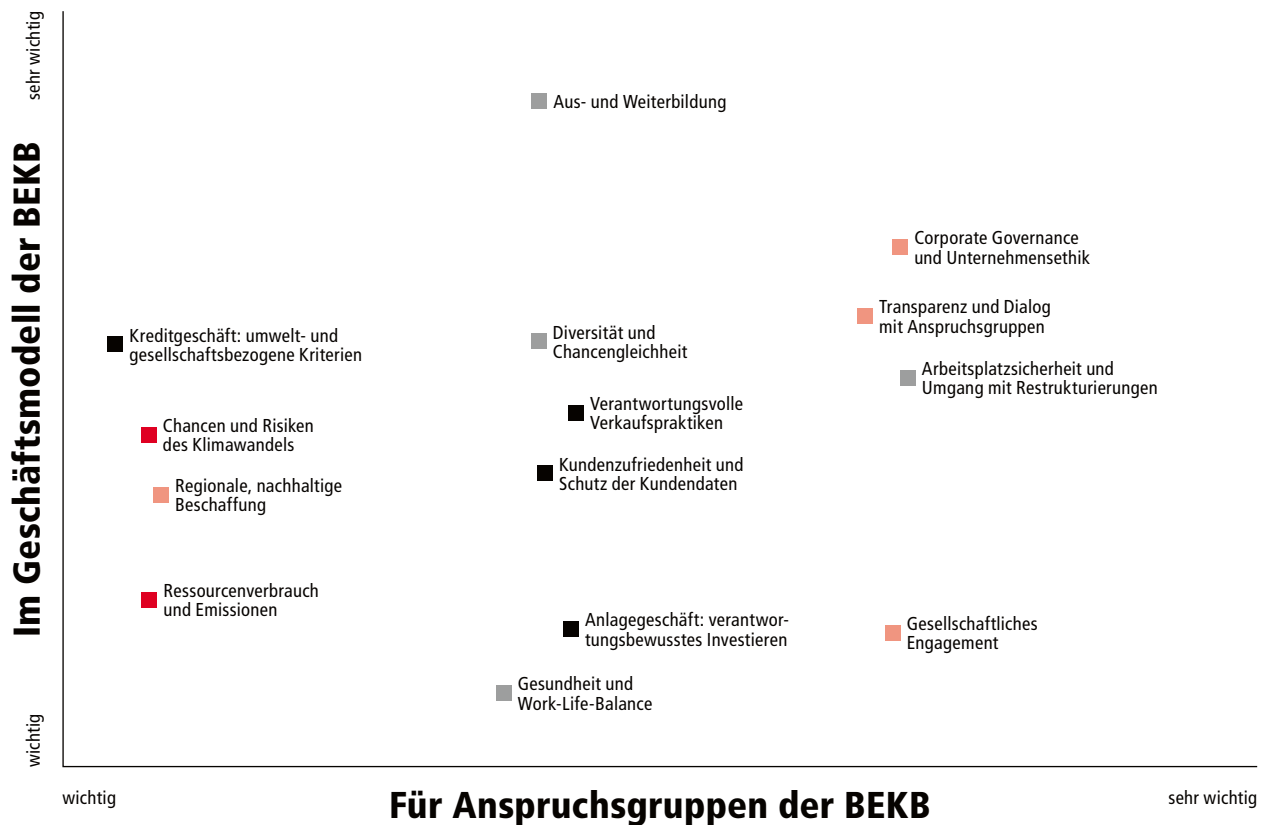 sehr wichtig
Im Geschäftsmodell der BEKB
wichtig
Aus- und Weiterbildung
Corporate Governance
und Unternehmensethik
Transparenz und Dialog
mit Anspruchsgruppen
Kreditgeschäft: umwelt- und
gesellschaftsbezogene Kriterien
Diversität und
Chancengleichheit
Arbeitsplatzsicherheit und
Umgang mit Restrukturierungen
Verantwortungsvolle
Verkaufspraktiken
Chancen und Risiken
des Klimawandels
Kundenzufriedenheit und
Schutz der Kundendaten
Regionale, nachhaltige
Beschaffung
Ressourcenverbrauch
und Emissionen
Anlagegeschäft: verantwor-
tungsbewusstes Investieren
Gesellschaftliches
Engagement
Gesundheit und
Work-Life-Balance
wichtig
Für Anspruchsgruppen der BEKB
sehr wichtig